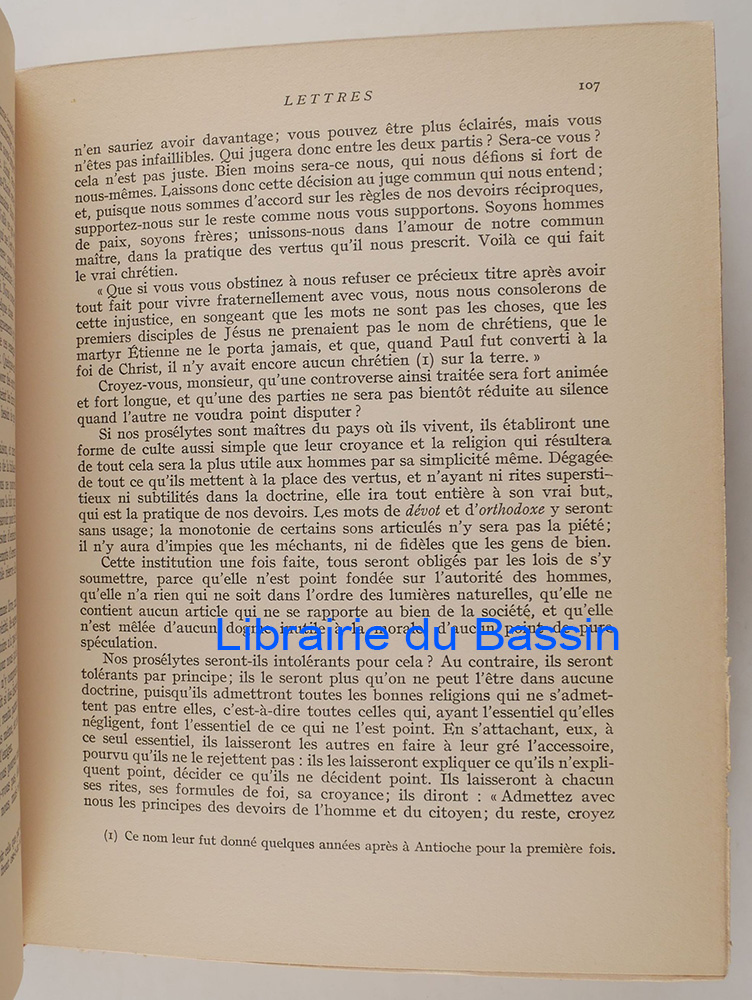 LETTRES
107
n'en sauriez avoir davantage; vous pouvez être plus éclairés, mais vous
n'êtes pas infaillibles. Qui jugera donc entre les deux partis? Sera-ce vous?
cela n'est pas juste. Bien moins sera-ce nous, qui nous défions si fort de
nous-mêmes. Laissons donc cette décision au juge commun qui nous entend;
et, puisque nous sommes d'accord sur les règles de nos devoirs réciproques,
supportez-nous sur le reste comme nous vous supportons. Soyons hommes
de paix, soyons frères; unissons-nous dans l'amour de notre commun
maître, dans la pratique des vertus qu'il nous prescrit. Voilà ce qui fait
le vrai chrétien.
« Que si vous vous obstinez à nous refuser ce précieux titre après avoir
tout fait pour vivre fraternellement avec vous, nous nous consolerons de
cette injustice, en songeant que les mots ne sont pas les choses, que les
premiers disciples de Jésus ne prenaient pas le nom de chrétiens, que le
martyr Étienne ne le porta jamais, et que, quand Paul fut converti à la
foi de Christ, il n'y avait encore aucun chrétien (1) sur la terre. »
Croyez-vous, monsieur, qu'une controverse ainsi traitée sera fort animée
et fort longue, et qu'une des parties ne sera pas bientôt réduite au silence
quand l'autre ne voudra point disputer?
Si nos prosélytes sont maîtres du pays où ils vivent, ils établiront une
forme de culte aussi simple que leur croyance et la religion qui résultera
de tout cela sera la plus utile aux hommes par sa simplicité même. Dégagée
de tout ce qu'ils mettent à la place des vertus, et n'ayant ni rites supersti-
tieux ni subtilités dans la doctrine, elle ira tout entière à son vrai but,
qui est la pratique de nos devoirs. Les mots de dévot et d'orthodoxe y seront
sans usage; la monotonie de certains sons articulés n'y sera pas la piété;
il n'y aura d'impies que les méchants, ni de fidèles que les gens de bien.
Cette institution une fois faite, tous seront obligés par les lois de s'y
soumettre, parce qu'elle n'est point fondée sur l'autorité des hommes,
qu'elle n'a rien qui ne soit dans l'ordre des lumières naturelles, qu'elle ne
contient aucun article qui ne se rapporte au bien de la société, et qu'elle
n'est mêlée d'aucun dogme inutile à la morale, d'aucun point de pure
spéculation.
Librairie du Bassin
Nos prosélytes seront-ils intolérants pour cela? Au contraire, ils seront
tolérants par principe; ils le seront plus qu'on ne peut l'être dans aucune
doctrine, puisqu'ils admettront toutes les bonnes religions qui ne s'admet-
tent pas entre elles, c'est-à-dire toutes celles qui, ayant l'essentiel qu'elles
négligent, font l'essentiel de ce qui ne l'est point. En s'attachant, eux, à
ce seul essentiel, ils laisseront les autres en faire à leur gré l'accessoire,
pourvu qu'ils ne le rejettent pas : ils les laisseront expliquer ce qu'ils n'expli-
quent point, décider ce qu'ils ne décident point. Ils laisseront à chacun
ses rites, ses formules de foi, sa croyance; ils diront : « Admettez avec
nous les principes des devoirs de l'homme et du citoyen; du reste, croyez
(1) Ce nom leur fut donné quelques années après à Antioche pour la première fois.